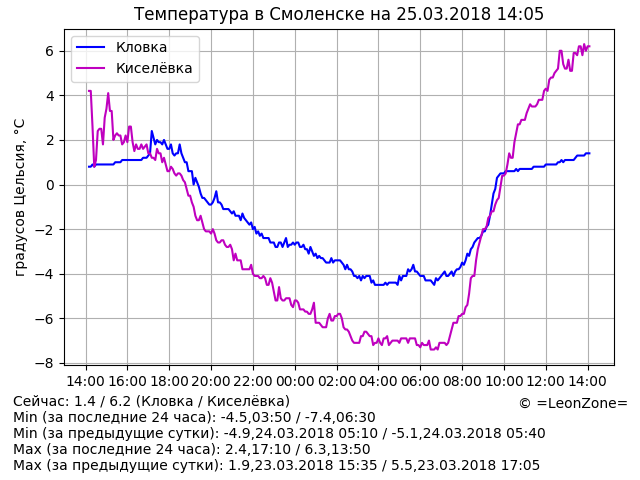 Температура в Смоленске на 25.03.2018 14:05
Кловка
Киселёвка
градусов Цельсия, °C
6
4
2
0
−2
−4
−6
−8
14:00 16:00 18:00 20:00 22:00 00:00 02:00 04:00 06:00 08:00 10:00 12:00 14:00
Сейчас: 1.4 / 6.2 (Кловка / Киселёвка)
© =LeonZone=
Min (за последние 24 часа): -4.5,03:50 / -7.4,06:30
Min (за предыдущие сутки): -4.9,24.03.2018 05:10 / -5.1,24.03.2018 05:40
Max (за последние 24 часа): 2.4,17:10 / 6.3,13:50
Max (за предыдущие сутки): 1.9,23.03.2018 15:35 / 5.5,23.03.2018 17:05